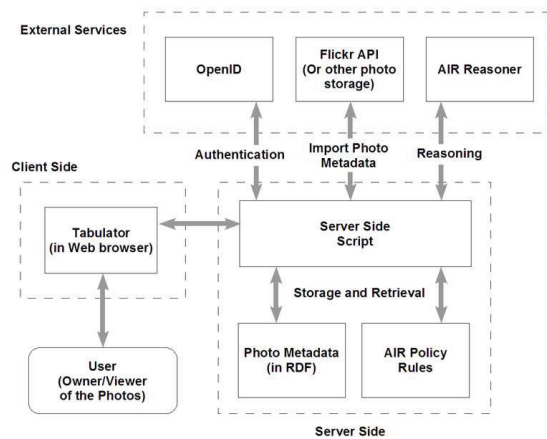 External Services
OpenID
Flickr API
(Or other photo
storage)
AIR Reasoner
Authentication
Import Photo
Metadata
Reasoning
Client Side
Tabulator
(in Web browser)
Server Side
Script
Storage and Retrieval
User
(Owner/Viewer
of the Photos)
Photo Metadata
(in RDF)
AIR Policy
Rules
Server Side